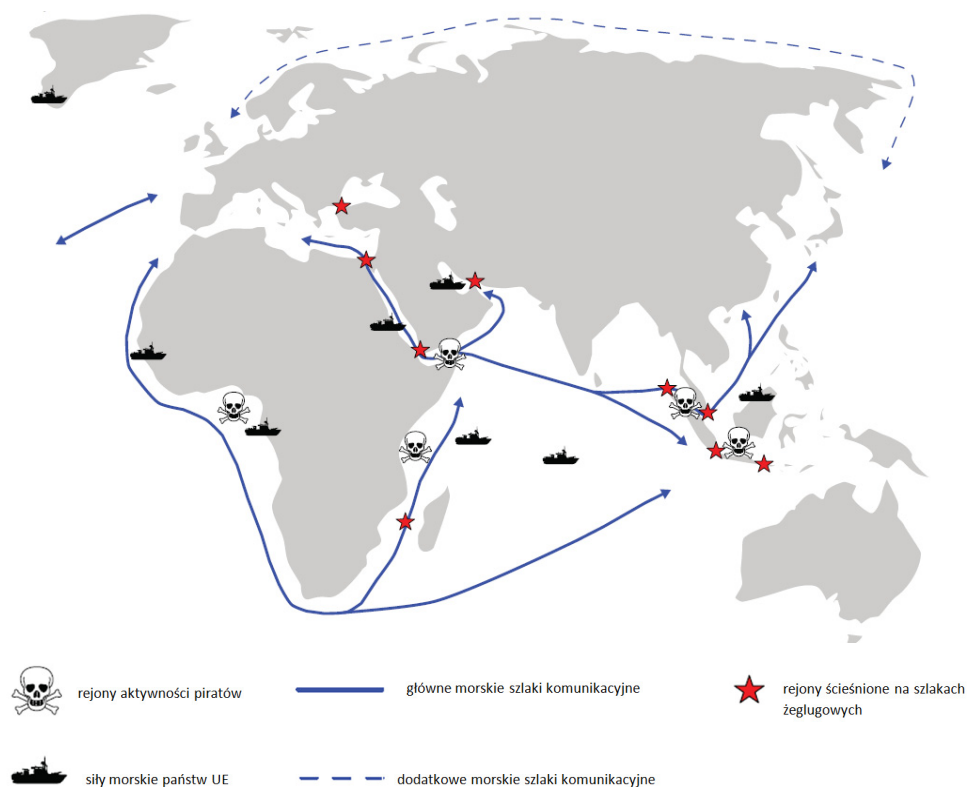 rejony aktywności piratów
główne morskie szlaki komunikacyjne
rejony ścieśnione na szlakach
żeglugowych
siły morskie państw UE
dodatkowe morskie szlaki komunikacyjne